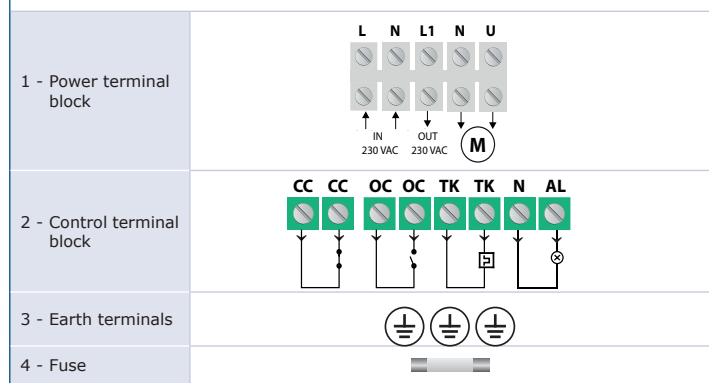 1 - Power terminal
block
L N L1 N U
IN
230 VAC
OUT
230 VAC
M
2 - Control terminal
block
CC CC OC OC TK TK N AL
3 - Earth terminals
4 - Fuse